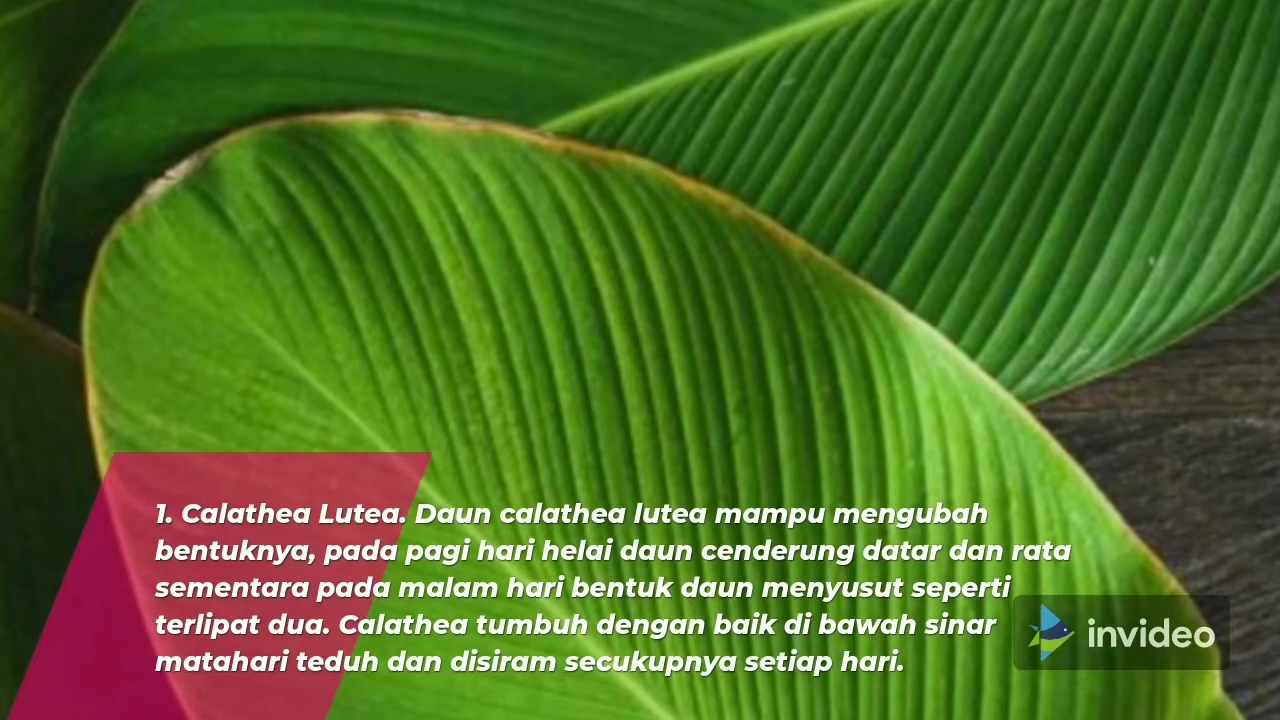 1. Calathea Lutea. Daun calathea lutea mampu mengubah
bentuknya, pada pagi hari helai daun cenderung datar dan rata
sementara pada malam hari bentuk daun menyusut seperti
terlipat dua. Calathea tumbuh dengan baik di bawah sinar
matahari teduh dan disiram secukupnya setiap hari.
invideo